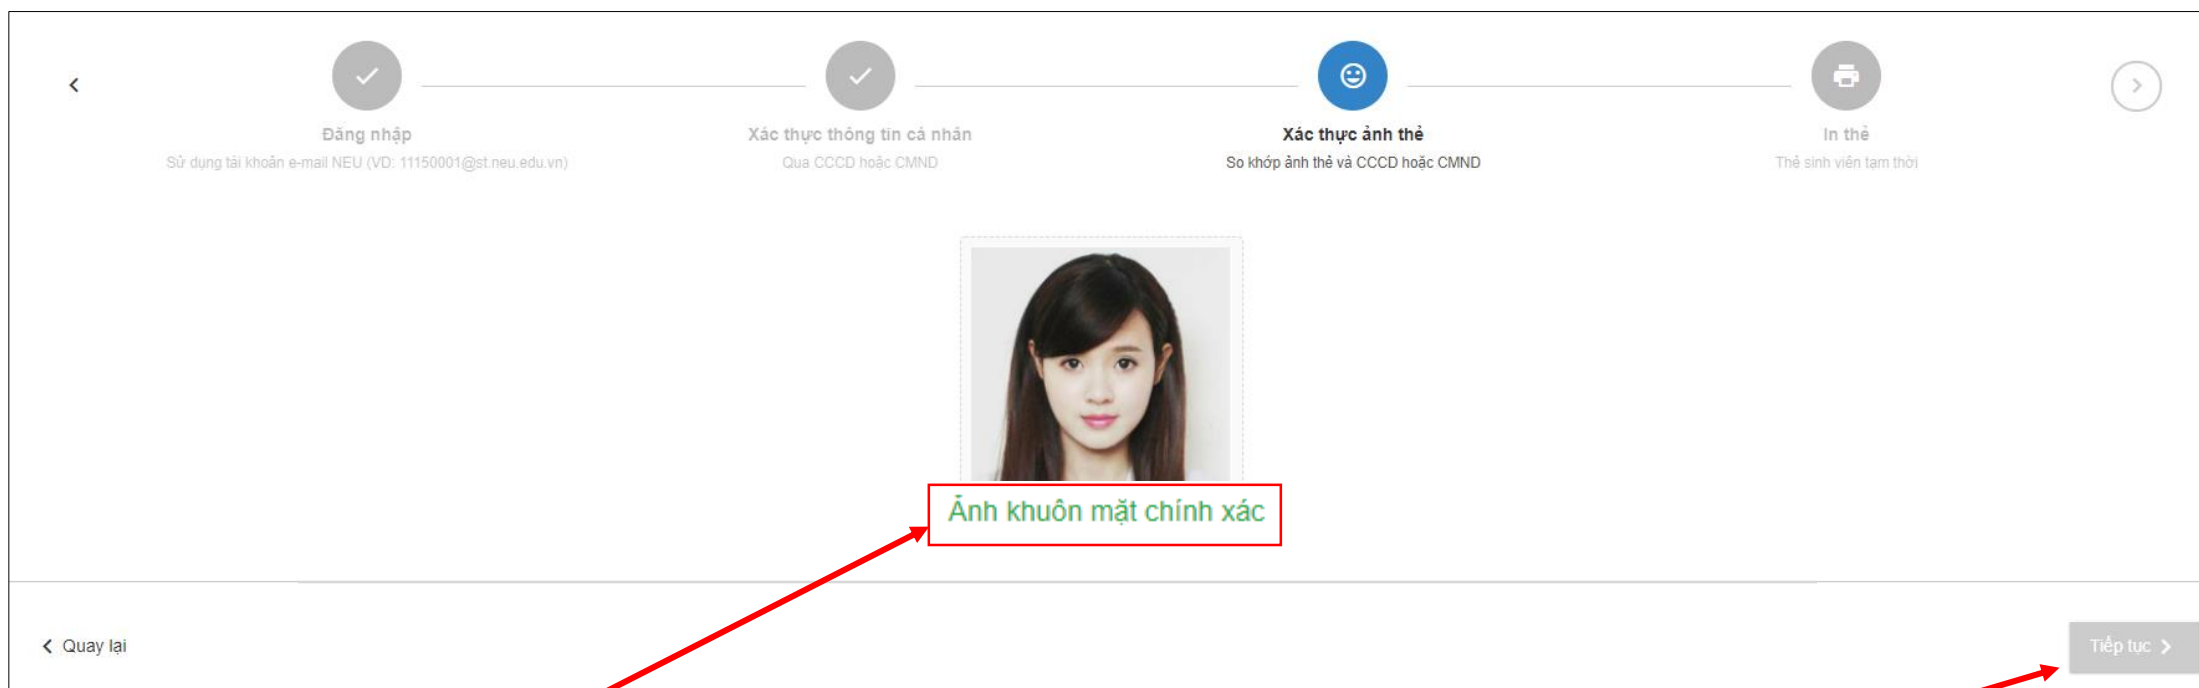 Đăng nhập
Sử dụng tài khoản e-mail NEU (VD: 11150001@st.neu.edu.vn)
Xác thực thông tin cá nhân
Qua CCCD hoặc CMND
Xác thực ảnh thẻ
So khớp ảnh thẻ và CCCD hoặc CMND
In thẻ
Thẻ sinh viên tạm thời
Ảnh khuôn mặt chính xác
Quay lại
Tiếp tục